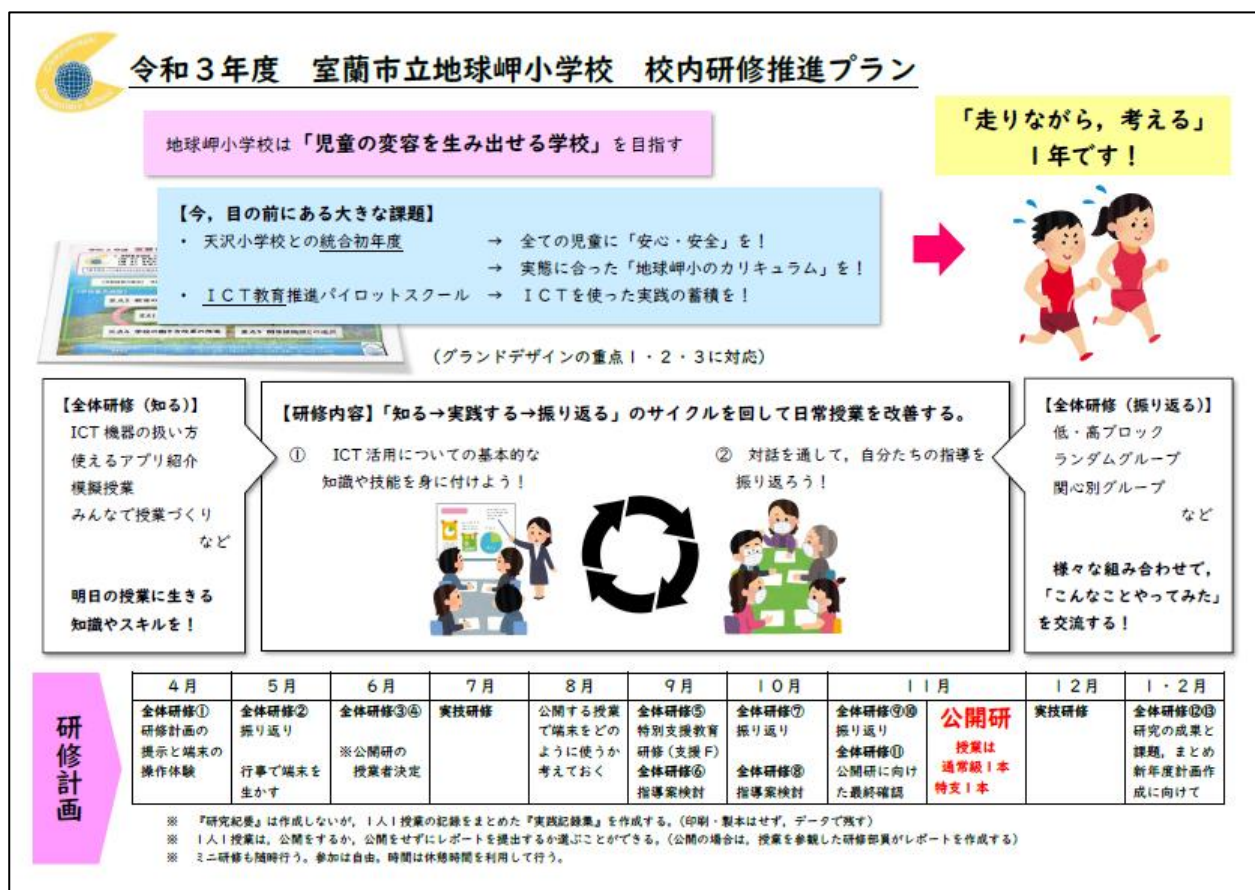 令和３年度　室蘭市立地球岬小学校　校内研修推進プラン
地球岬小学校は「児童の変容を生み出せる学校」を目指す
「走りながら，考える」
１年です！
【今，目の前にある大きな課題】
・　天沢小学校との統合初年度　→　全ての児童に「安心・安全」を！
→　実態に合った「地球岬小のカリキュラム」を！
・　ＩＣＴ教育推進パイロットスクール　→　ＩＣＴを使った実践の蓄積を！
（グランドデザインの重点１・２・３に対応）
【全体研修（知る）】
ICT 機器の扱い方
使えるアプリ紹介
模擬授業
みんなで授業づくり
など
明日の授業に生きる
知識やスキルを！
【研修内容】「知る→実践する→振り返る」のサイクルを回して日常授業を改善する。
①　ICT 活用についての基本的な
知識や技能を身に付けよう！
②　対話を通して，自分たちの指導を
振り返ろう！
【全体研修（振り返る）】
低・高ブロック
ランダムグループ
関心別グループ
など
様々な組み合わせで，
「こんなことやってみた」
を交流する！
研修計画
４月
全体研修①
研修計画の
提示と端末の
操作体験
５月
全体研修②
振り返り
行事で端末を
生かす
６月
全体研修③④
※公開研の
授業者決定
７月
実技研修
８月
公開する授業
で端末をどの
ように使うか
考えておく
９月
全体研修⑤
特別支援教育
研修（支援Ｆ）
全体研修⑥
指導案検討
１０月
全体研修⑦
振り返り
全体研修⑧
指導案検討
１１月
全体研修⑨⑩
振り返り
全体研修⑪
公開研に向け
た最終確認
公開研
授業は
通常級１本
特支１本
１２月
実技研修
１・２月
全体研修⑫⑬
研究の成果と
課題，まとめ
新年度計画作
成に向けて
※　『研究紀要』は作成しないが，１人１授業の記録をまとめた『実践記録集』を作成する。（印刷・製本はせず，データで残す）
※　１人１授業は，公開をするか，公開をせずにレポートを提出するか選ぶことができる。（公開の場合は，授業を参観した研修部員がレポートを作成する）
※　ミニ研修も随時行う。参加は自由。時間は休憩時間を利用して行う。